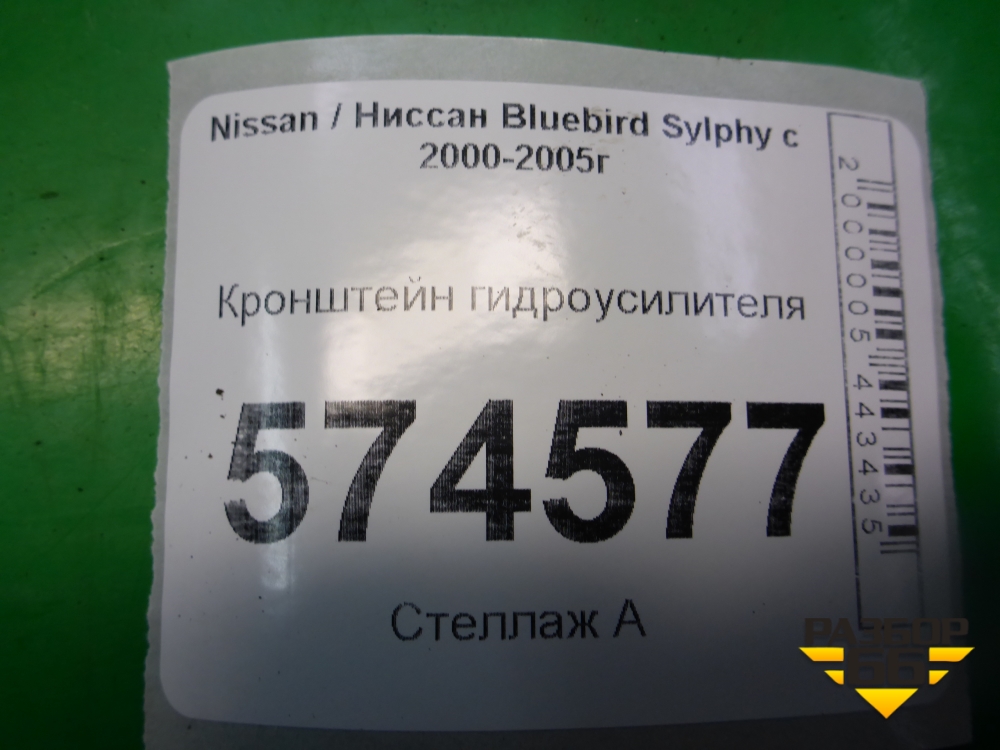 Nissan / Ниссан Bluebird Sylphy с
2000-2005г
Кронштейн гидроусилителя
574577
Стеллаж А
2000005443435
РАЗБОР
66